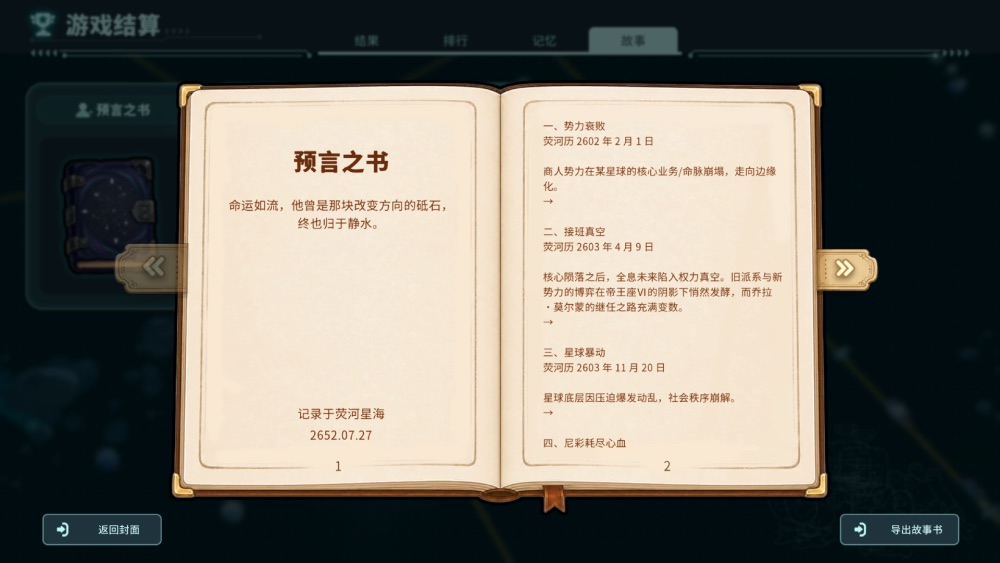 游戏结算
结果
排行
记忆
故事
预言之书
预言之书
命运如流，他曾是那块改变方向的砥石，
终也归于静水。
记录于荧河星海
2652.07.27
1
一、势力衰败
荧河历 2602 年 2 月 1 日
商人势力在某星球的核心业务/命脉崩塌，走向边缘
化。
→
二、接班真空
荧河历 2603 年 4 月 9 日
核心陨落之后，全息未来陷入权力真空。旧派系与新
势力的博弈在帝王座VI的阴影下悄然发酵，而乔拉
·莫尔蒙的继任之路充满变数。
→
三、星球暴动
荧河历 2603 年 11 月 20 日
星球底层因压迫爆发动乱，社会秩序崩解。
→
四、尼彩耗尽心血
2
返回封面
导出故事书